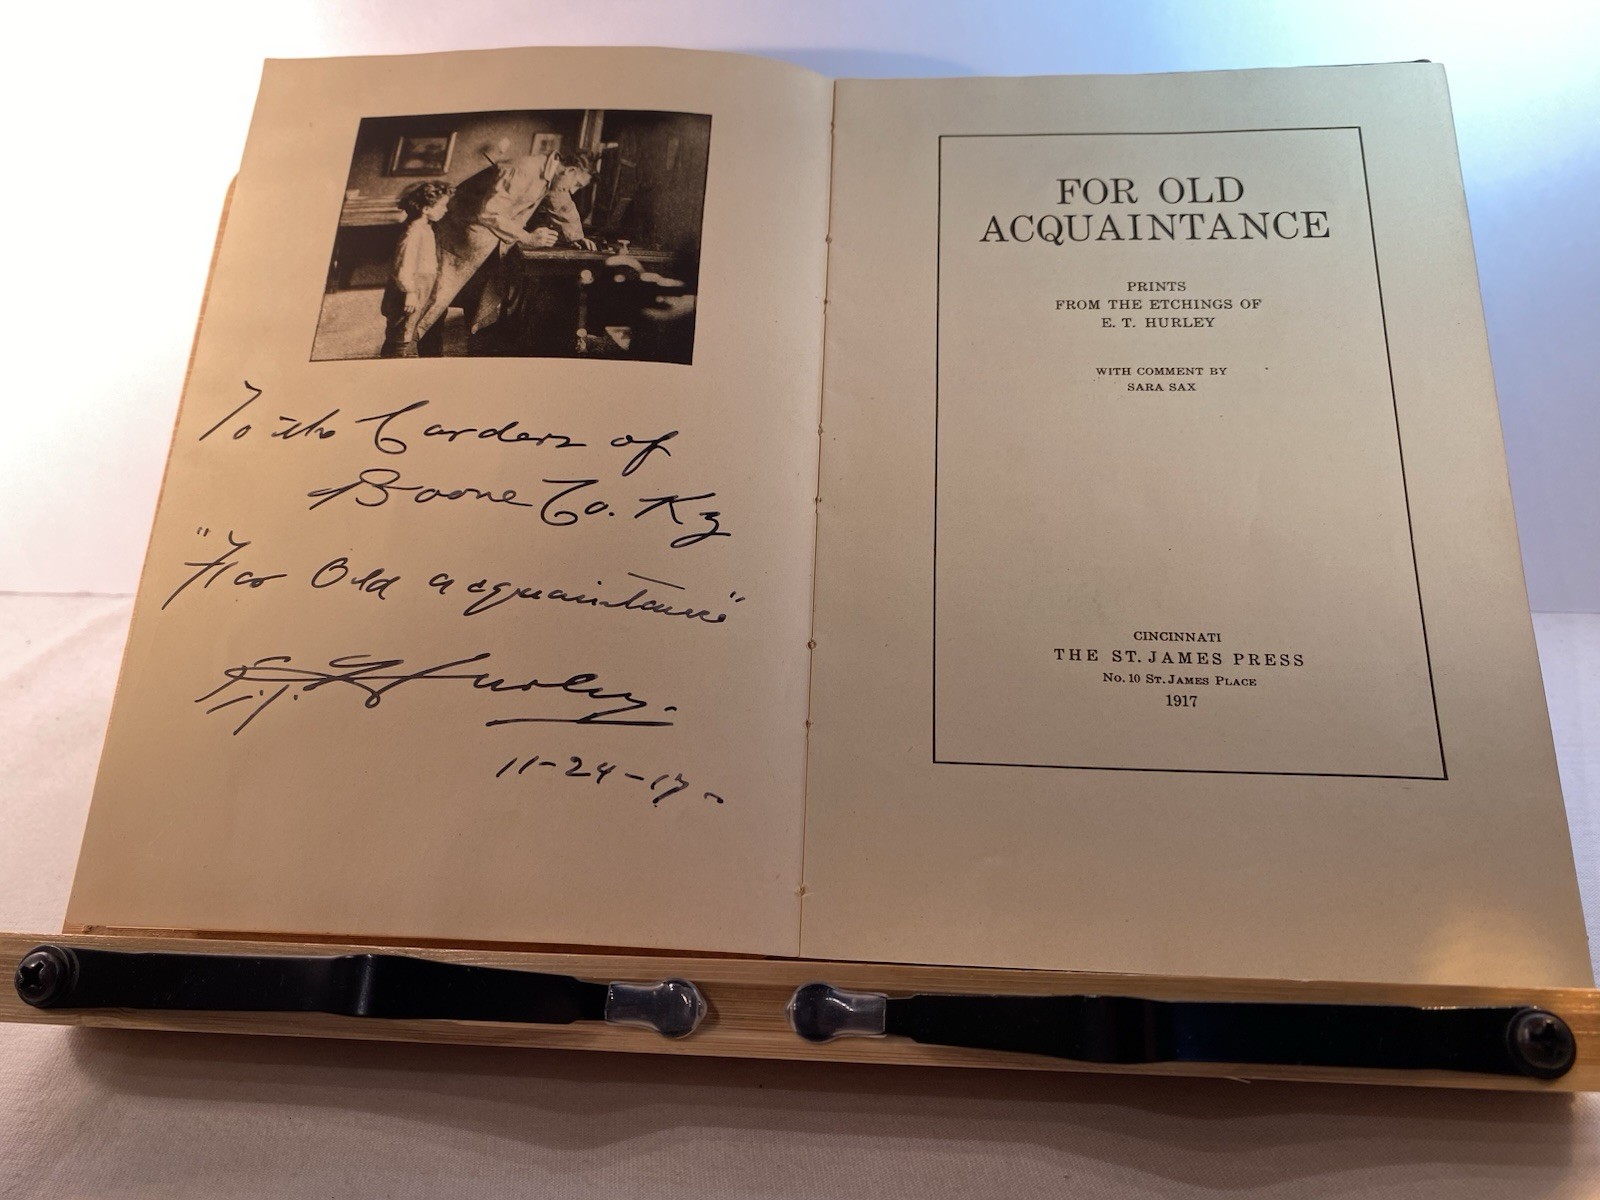 To the Carders of
Boone Co. Ky
"For Old acquaintance"
E. T. Hurley.
11-24-17-
FOR OLD
ACQUAINTANCE
PRINTS
FROM THE ETCHINGS OF
E. T. HURLEY
WITH COMMENT BY
SARA SAX
CINCINNATI
THE ST. JAMES PRESS
No. 10 St. James Place
1917